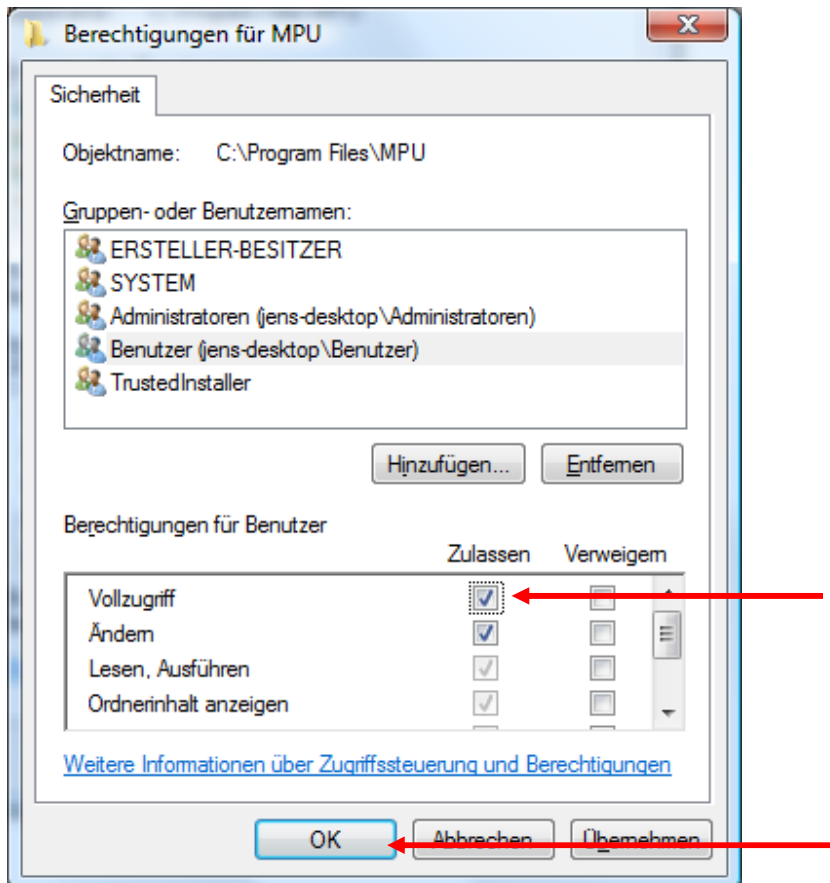 Berechtigungen für MPU
Sicherheit
Objektname: C:\Program Files\MPU
Gruppen- oder Benutzernamen:
ERSTELLER-BESITZER
SYSTEM
Administratoren (jens-desktop\Administratoren)
Benutzer (jens-desktop\Benutzer)
TrustedInstaller
Hinzufügen... Entfernen
Berechtigungen für Benutzer
Zulassen Verweigern
Vollzugriff
Ändern
Lesen, Ausführen
Ordnerinhalt anzeigen
Weitere Informationen über Zugriffssteuerung und Berechtigungen
OK Abbrechen Übernehmen